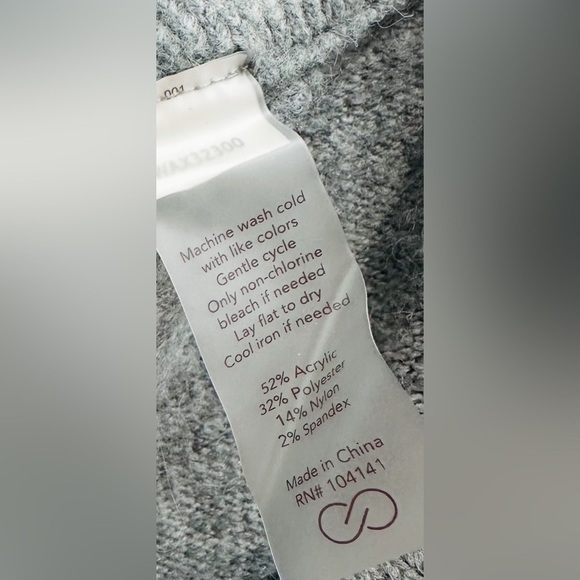 001
Machine wash cold
with like colors
Gentle cycle
Only non-chlorine
bleach if needed
Lay flat to dry
Cool iron if needed
52% Acrylic
32% Polyester
14% Nylon
2% Spandex
Made in China
RN# 104141